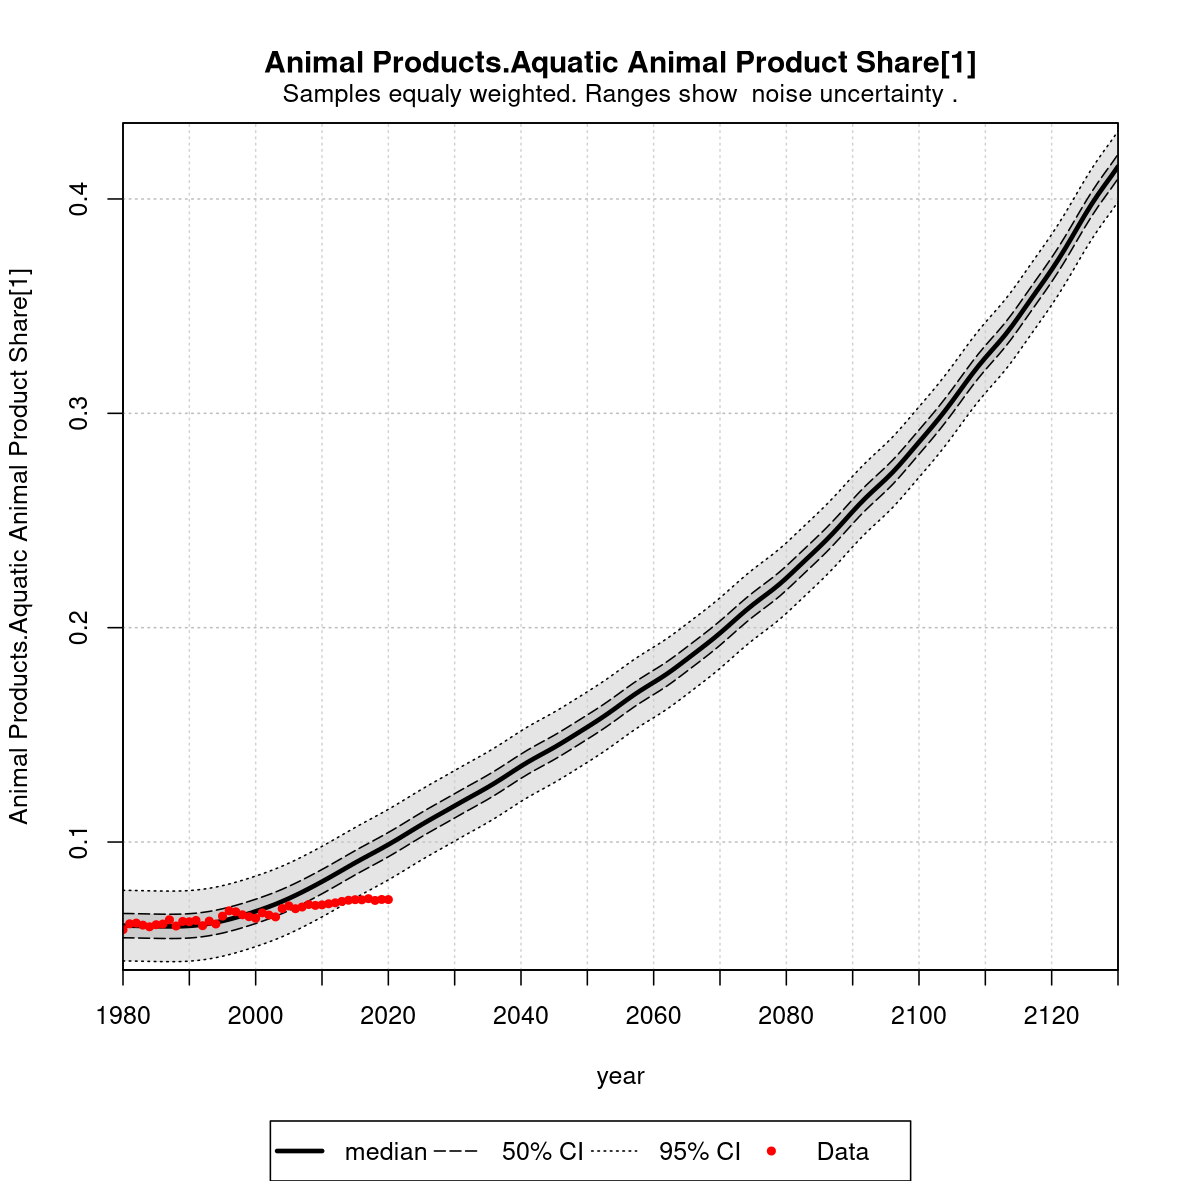 Animal Products.Aquatic Animal Product Share[1]
Samples equaly weighted. Ranges show  noise uncertainty .
Animal Products.Aquatic Animal Product Share[1]
0.4
0.3
0.2
0.1
1980 2000 2020 2040 2060 2080 2100 2120
year
median 50% CI 95% CI Data